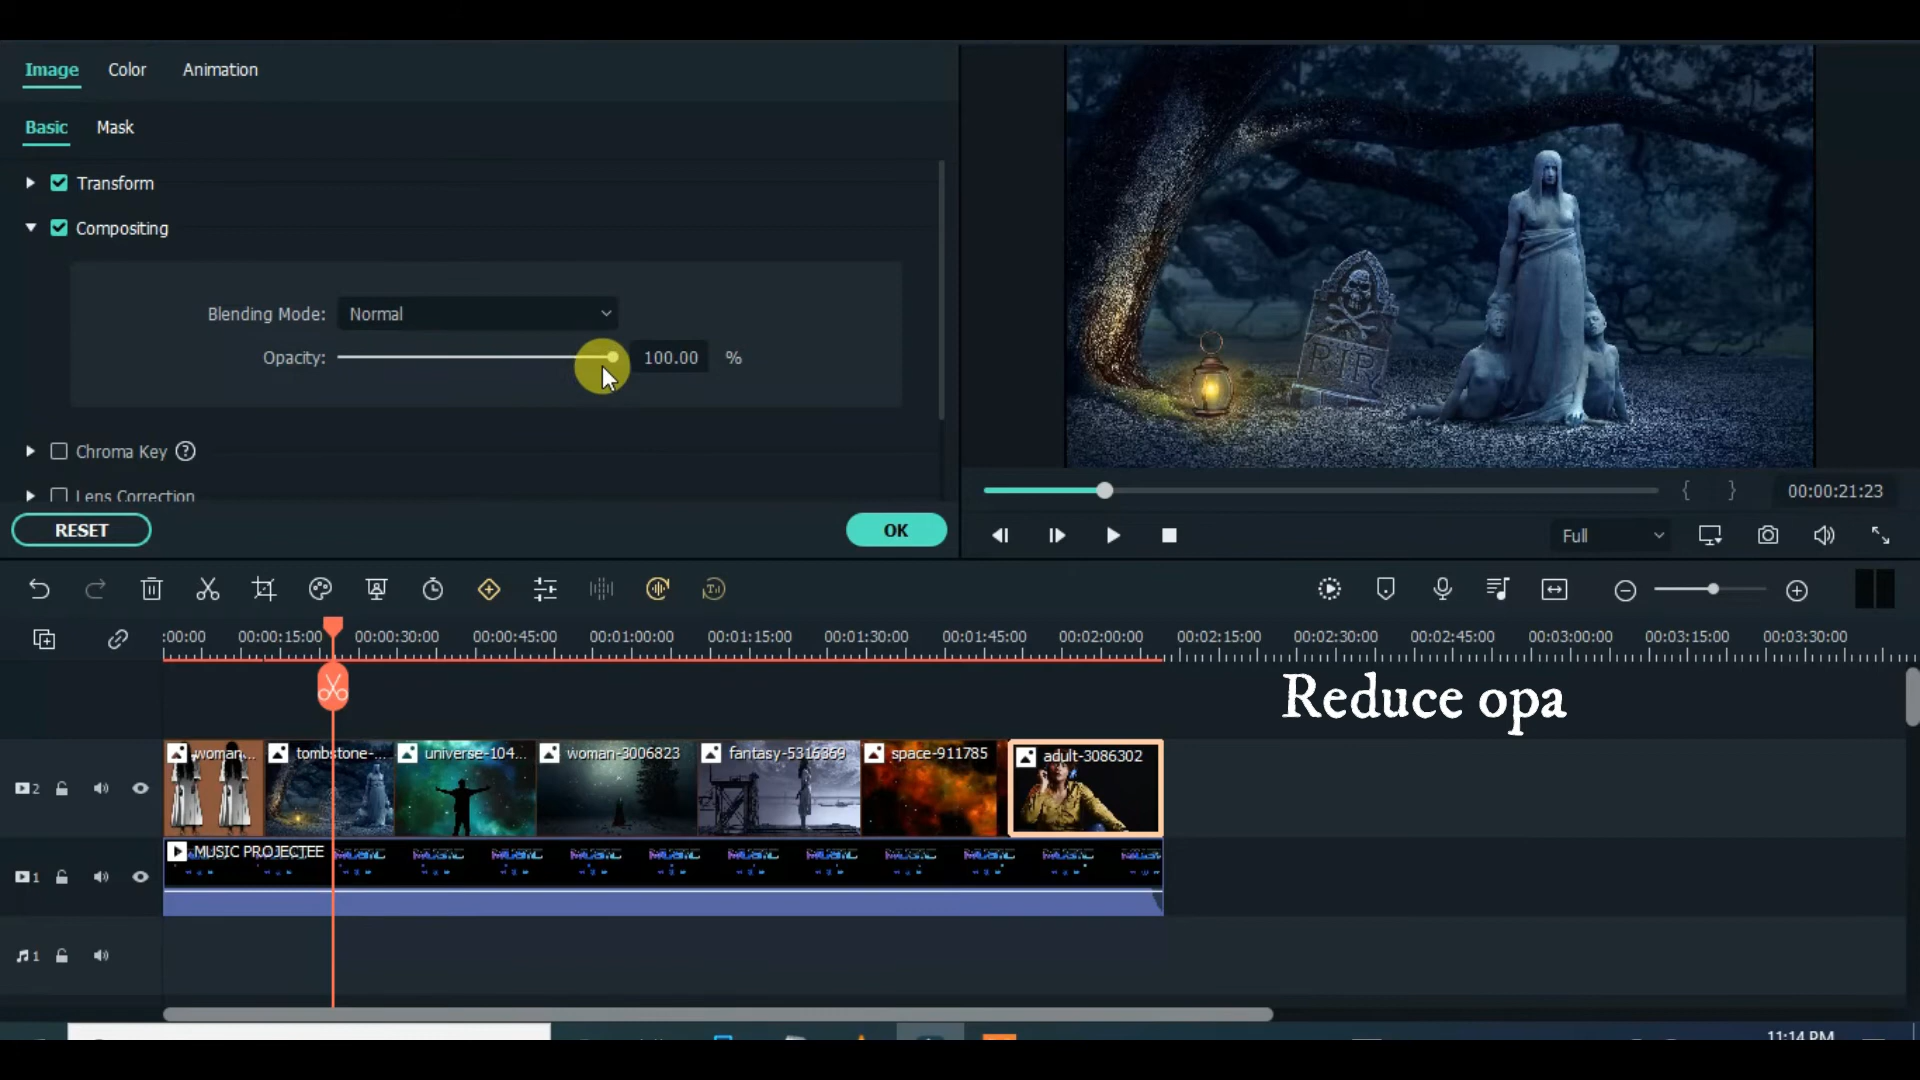 Image Color Animation
Basic Mask
Transform
Compositing
Blending Mode: Normal
Opacity: 100.00 %
Chroma Key ?
Lens Correction
RESET OK
RIP
00:00:21:23
Full
:00:00 00:00:15:00 00:00:30:00 00:00:45:00 00:01:00:00 00:01:15:00 00:01:30:00 00:01:45:00 00:02:00:00 00:02:15:00 00:02:30:00 00:02:45:00 00:03:00:00 00:03:15:00 00:03:30:00
Reduce opa
2 woman... tombstone-... universe-104... woman-3006823 fantasy-5316369 space-911785 adult-3086302
1 MUSIC PROJECTEE
1
11:14 PM